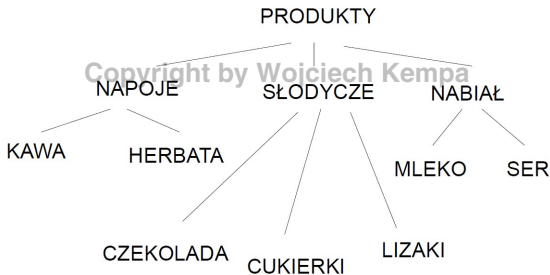 PRODUKTY
Copyright by Wojciech Kempa
NAPOJE SŁODYCZE NABIAŁ
KAWA HERBATA MLEKO SER
CZEKOLADA CUKIERKI LIZAKI